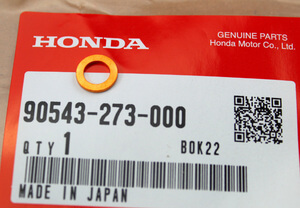 HONDA
GENUINE PARTS
Honda Motor Co., Ltd.
90543-273-000
QTY 1 BOK22
MADE IN JAPAN